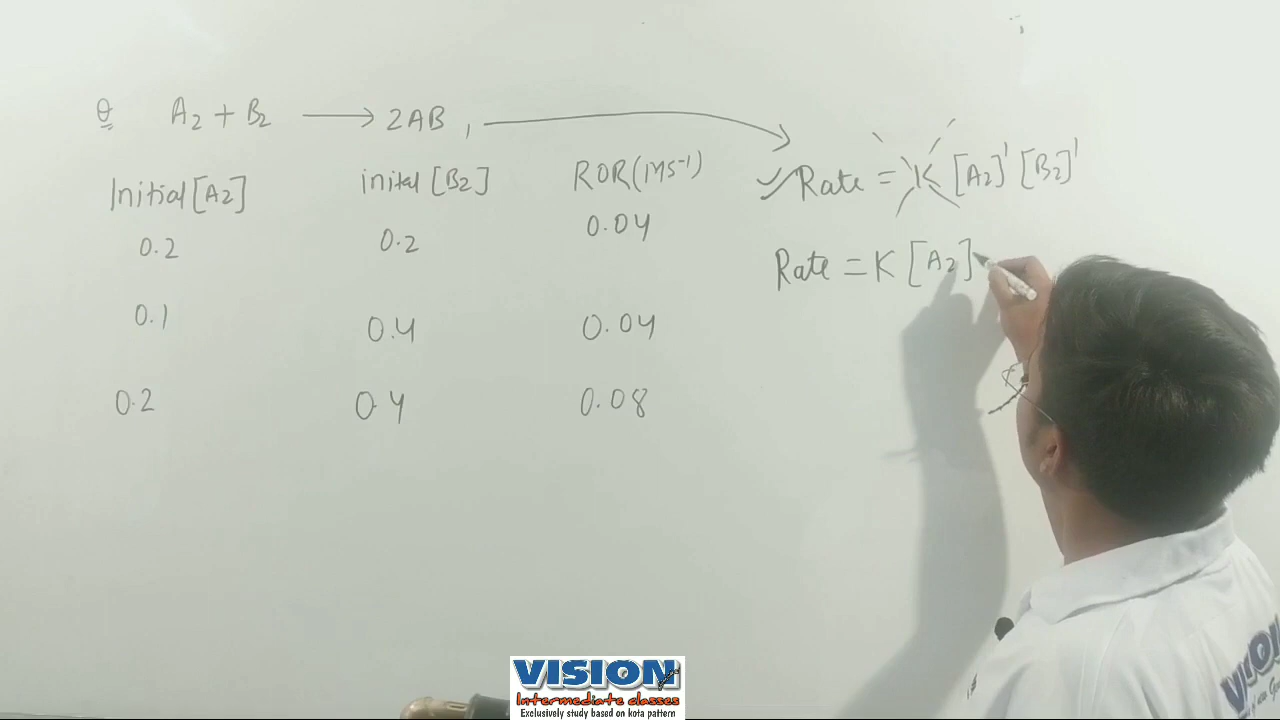 Q A2 + B2 → 2AB ,
Initial [A2] inital [B2] ROR (MS⁻¹)
0.2 0.2 0.04
0.1 0.4 0.04
0.2 0.4 0.08
Rate = K [A2]¹ [B2]¹
Rate = K [A2]
VISION
Intermediate classes
Exclusively study based on kota pattern